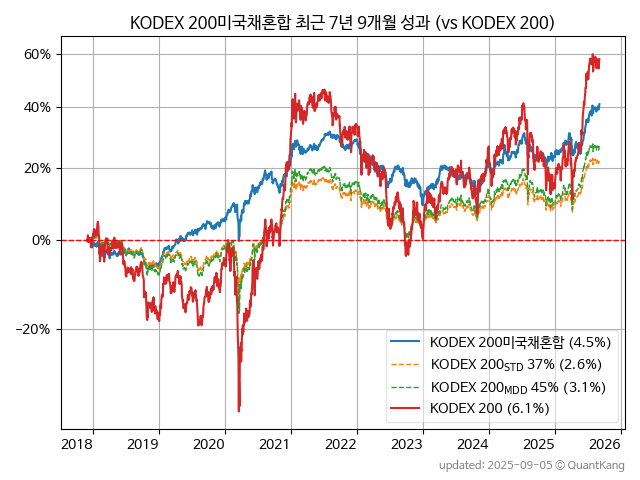 KODEX 200미국채혼합 최근 7년 9개월 성과 (vs KODEX 200)
60%
40%
20%
0%
−20%
KODEX 200미국채혼합 (4.5%)
KODEX 200STD 37% (2.6%)
KODEX 200MDD 45% (3.1%)
KODEX 200 (6.1%)
2018 2019 2020 2021 2022 2023 2024 2025 2026
updated: 2025-09-05 © QuantKang